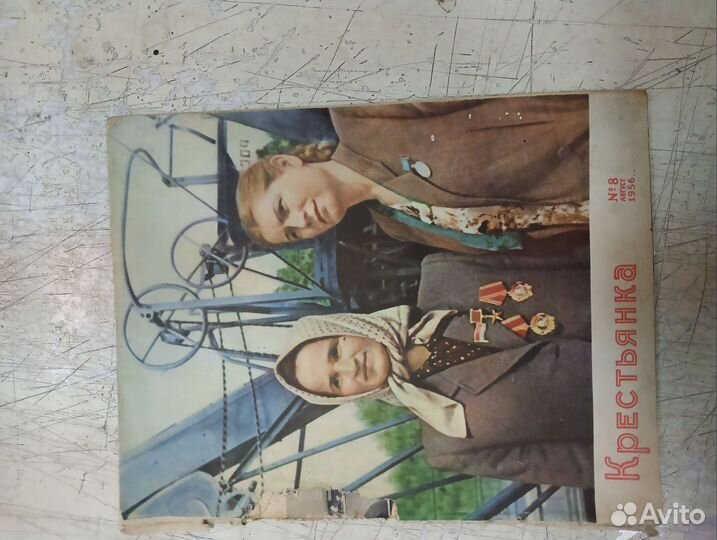 Крестьянка
№ 8
АВГУСТ
1956
Avito